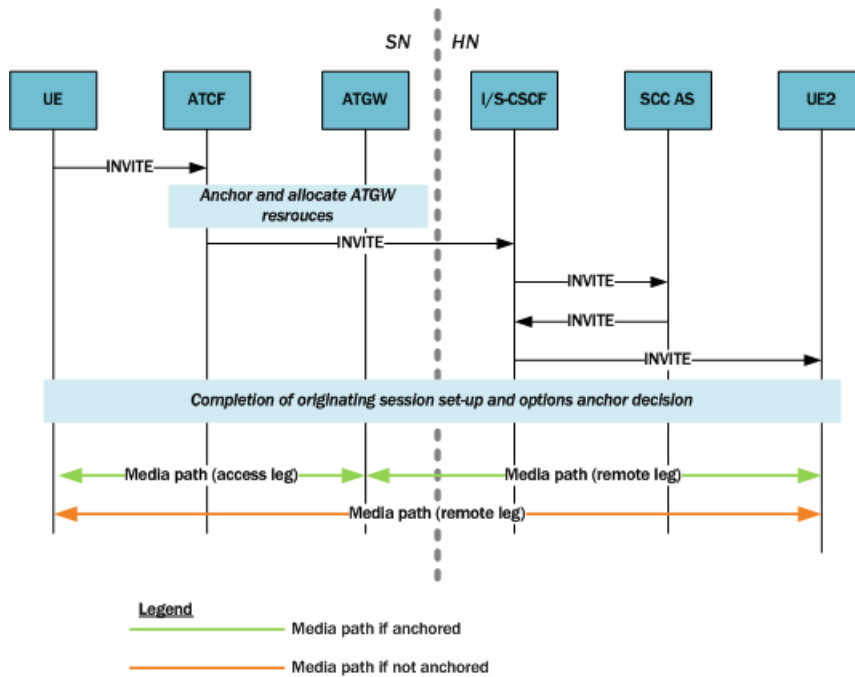 SN
HN
UE
ATCF
ATGW
I/S-CSCF
SCC AS
UE2
INVITE
Anchor and allocate ATGW
resrouces
INVITE
INVITE
INVITE
INVITE
Completion of originating session set-up and options anchor decision
Media path (access leg)
Media path (remote leg)
Media path (remote leg)
Legend
Media path if anchored
Media path if not anchored